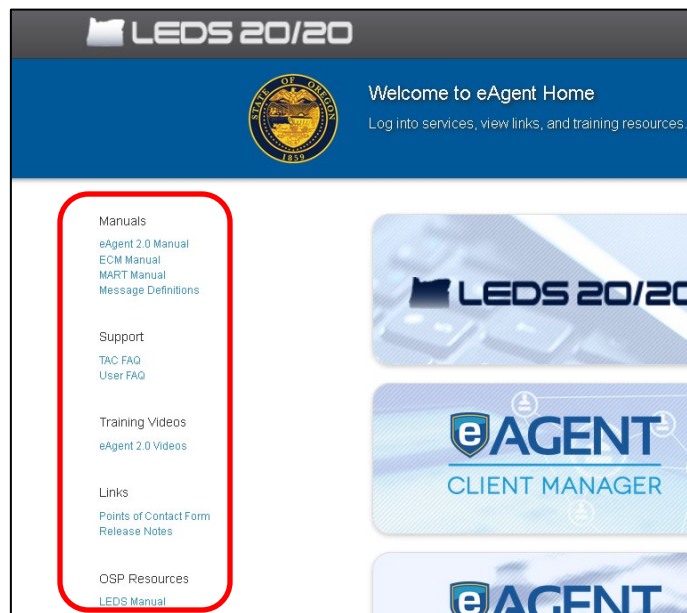 LEDS 20/20
STATE OF OREGON
1859
Welcome to eAgent Home
Log into services, view links, and training resources.
Manuals
eAgent 2.0 Manual
ECM Manual
MART Manual
Message Definitions
Support
TAC FAQ
User FAQ
Training Videos
eAgent 2.0 Videos
Links
Points of Contact Form
Release Notes
OSP Resources
LEDS Manual
LEDS 20/20
eAGENT
CLIENT MANAGER
eAGENT